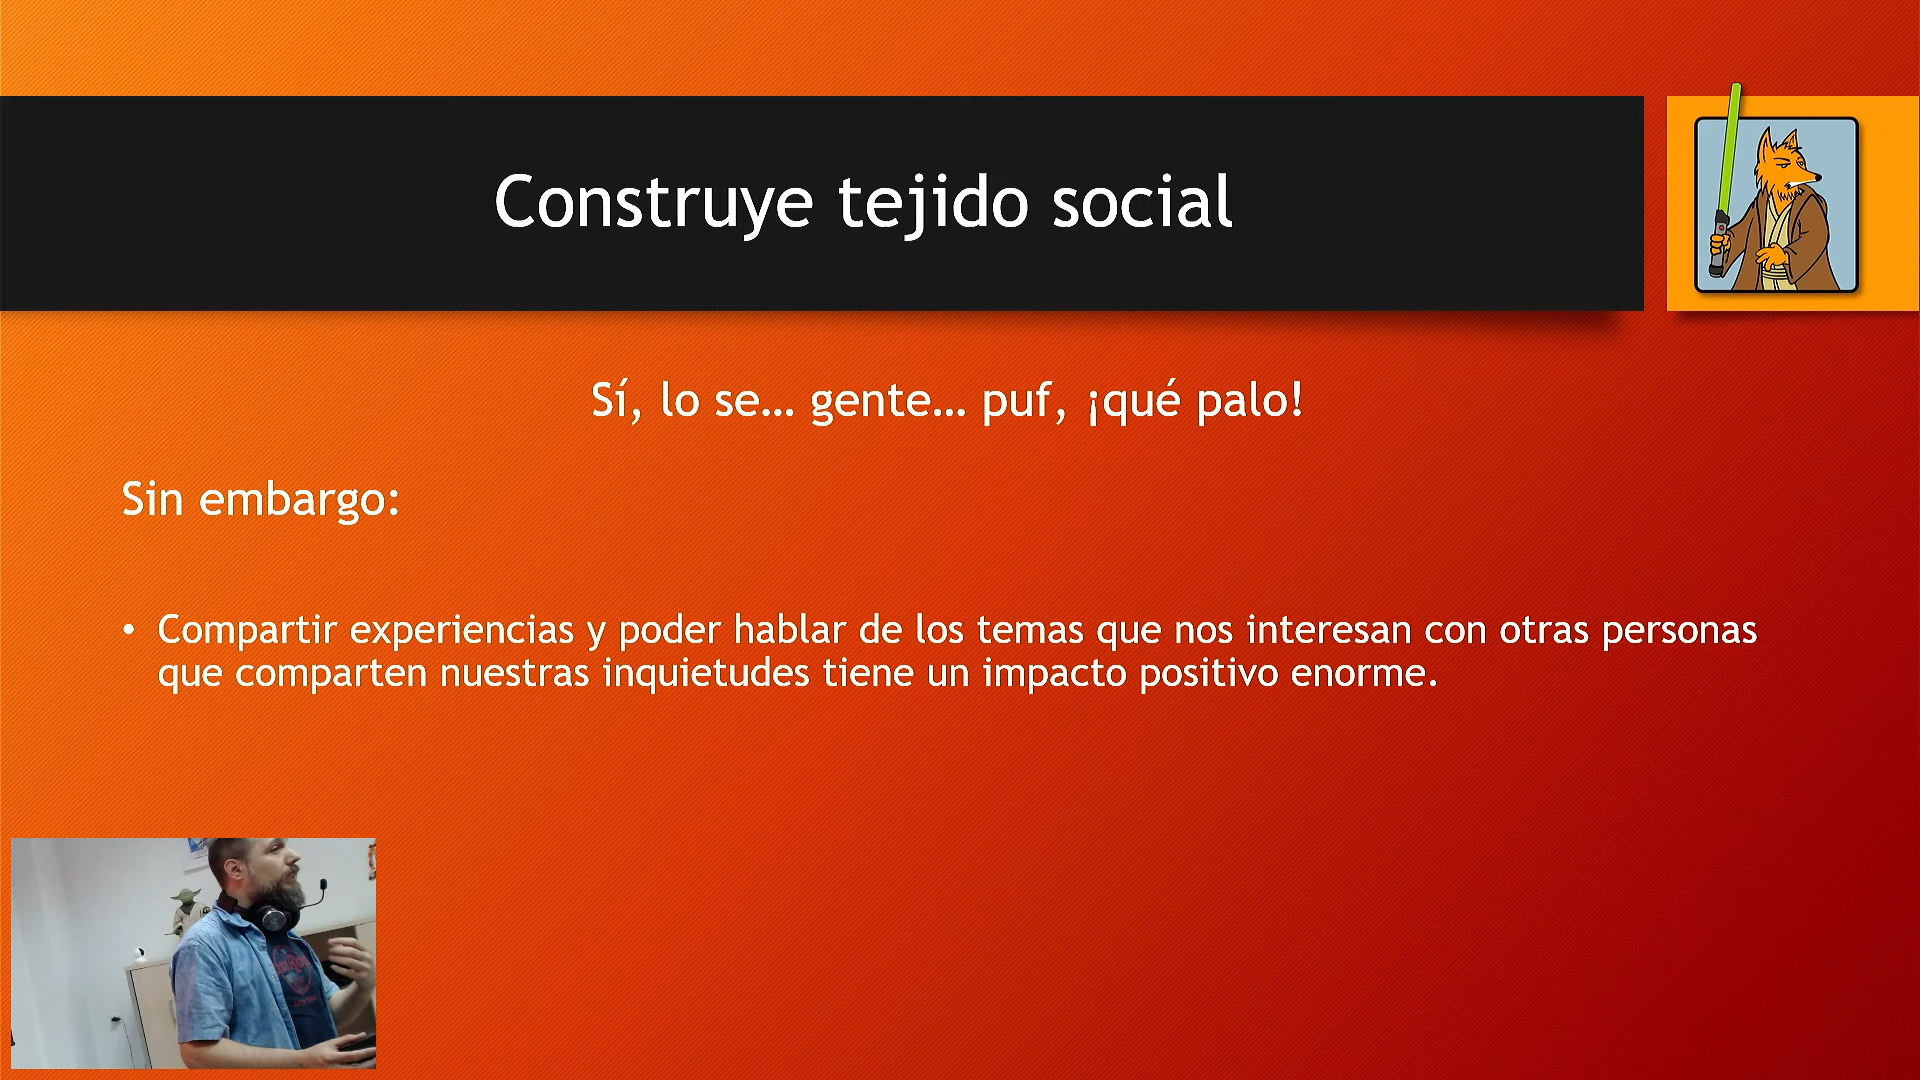 Construye tejido social
Sí, lo se... gente... puf, ¡qué palo!
Sin embargo:
• Compartir experiencias y poder hablar de los temas que nos interesan con otras personas
que comparten nuestras inquietudes tiene un impacto positivo enorme.